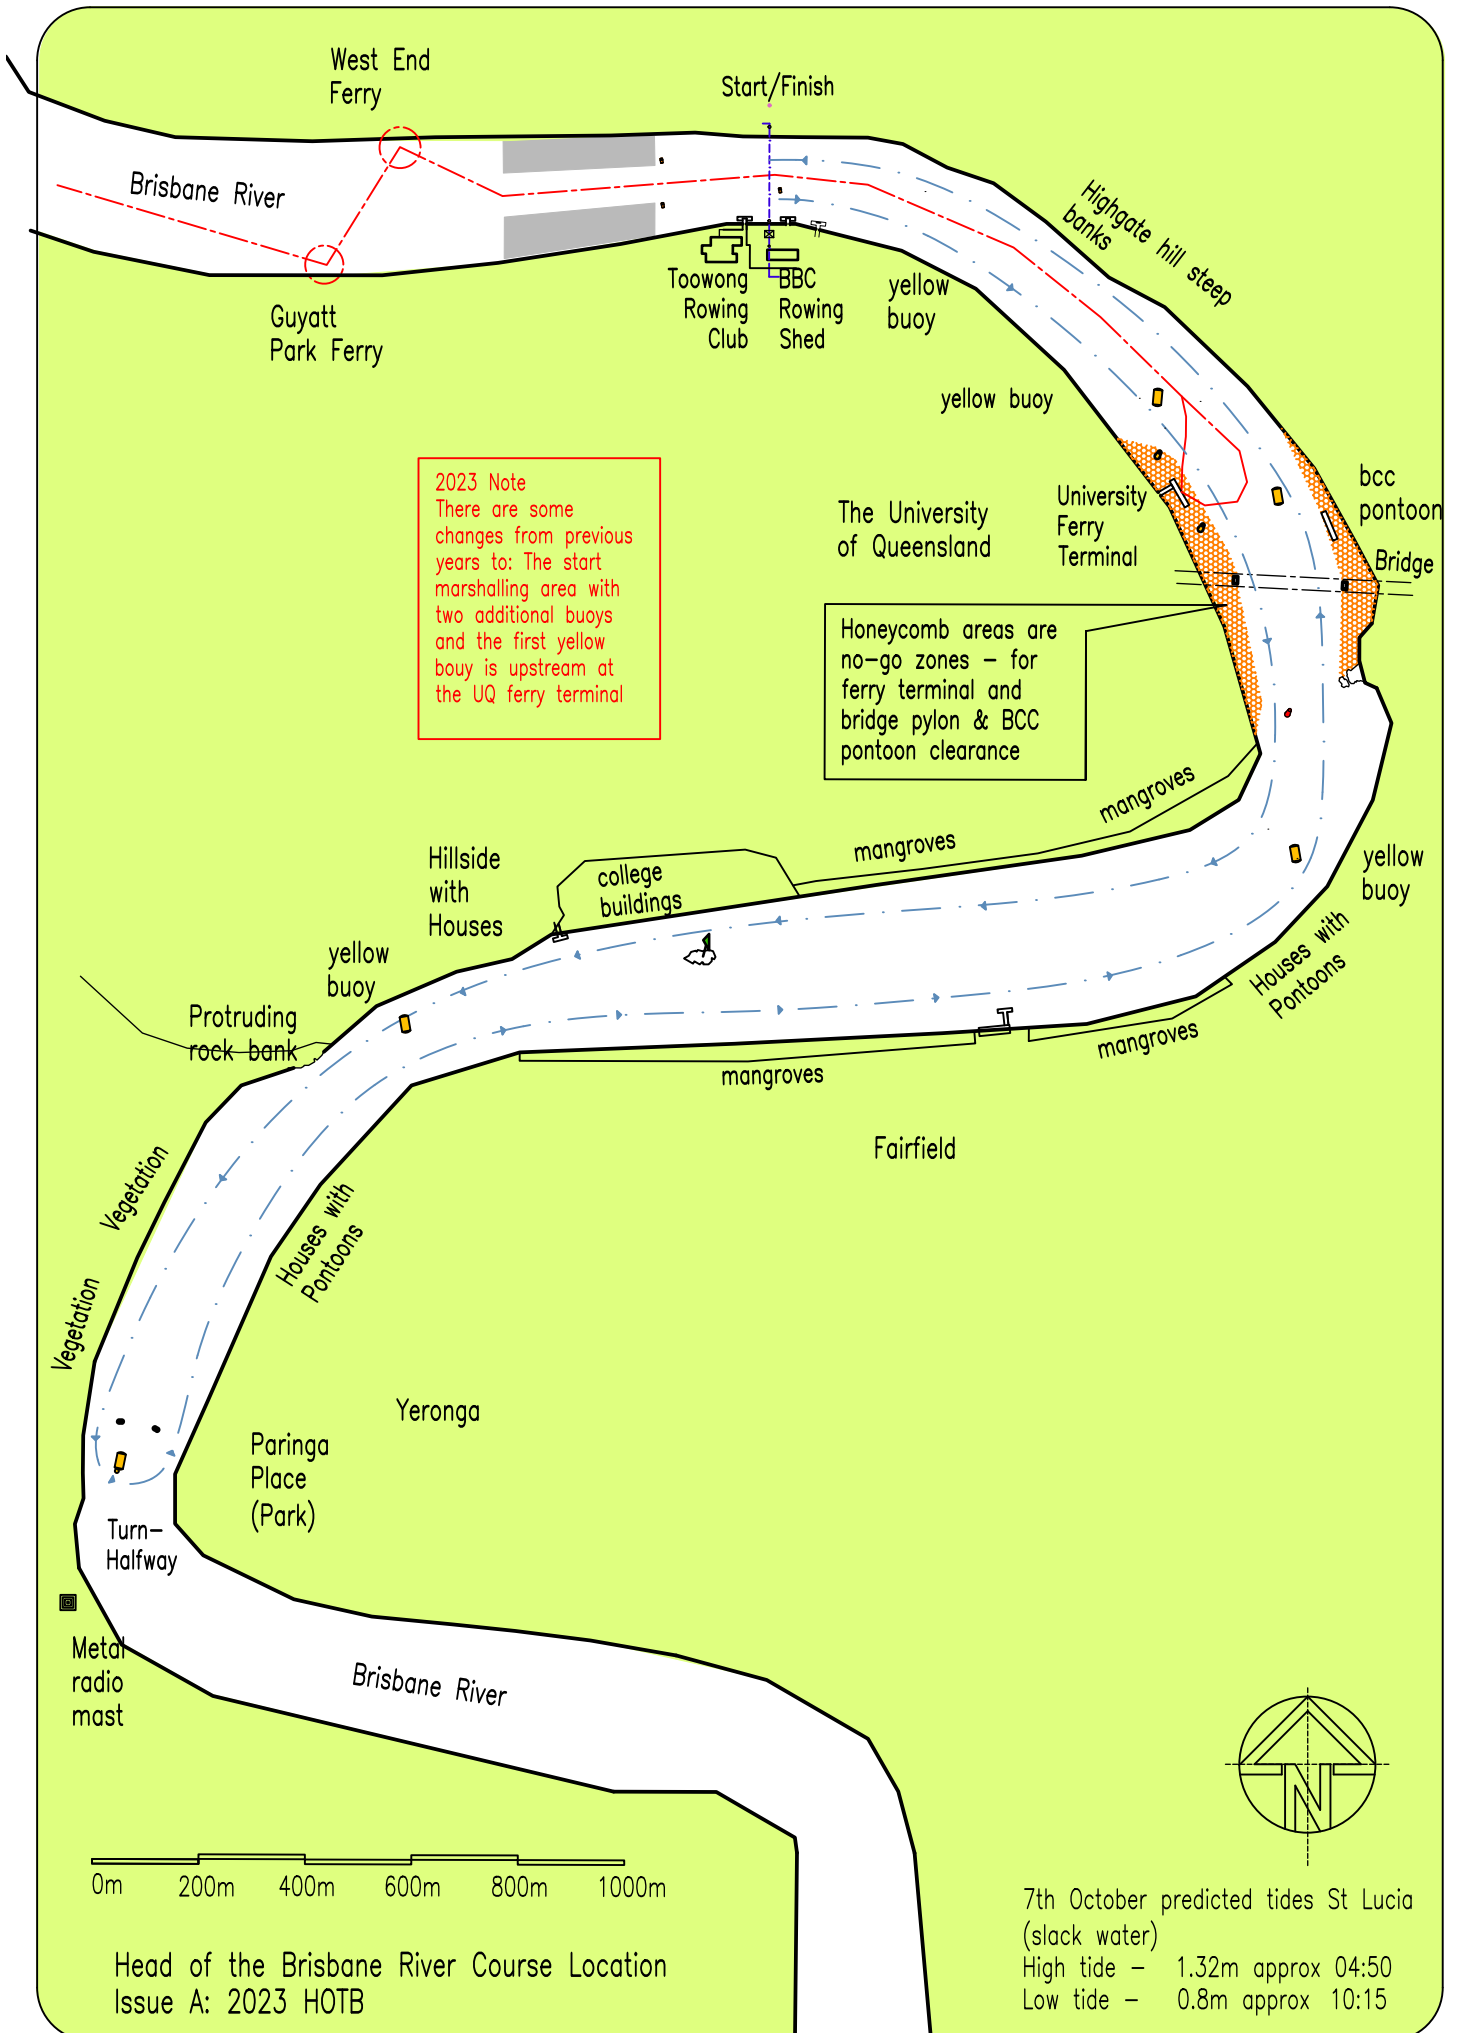 West End
Ferry
Start/Finish
Brisbane River
Highgate hill steep
banks
Guyatt
Park Ferry
Toowong
Rowing
Club
BBC
Rowing
Shed
yellow
buoy
yellow buoy
2023 Note
There are some
changes from previous
years to: The start
marshalling area with
two additional buoys
and the first yellow
bouy is upstream at
the UQ ferry terminal
The University
of Queensland
University
Ferry
Terminal
bcc
pontoon
Bridge
Honeycomb areas are
no-go zones - for
ferry terminal and
bridge pylon & BCC
pontoon clearance
mangroves
mangroves
Hillside
with
Houses
college
buildings
yellow
buoy
yellow
buoy
Houses with
Pontoons
Protruding
rock bank
mangroves
mangroves
Fairfield
Vegetation
Houses with
Pontoons
Vegetation
Yeronga
Paringa
Place
(Park)
Turn-
Halfway
Metal
radio
mast
Brisbane River
N
0m 200m 400m 600m 800m 1000m
7th October predicted tides St Lucia
(slack water)
High tide - 1.32m approx 04:50
Low tide - 0.8m approx 10:15
Head of the Brisbane River Course Location
Issue A: 2023 HOTB